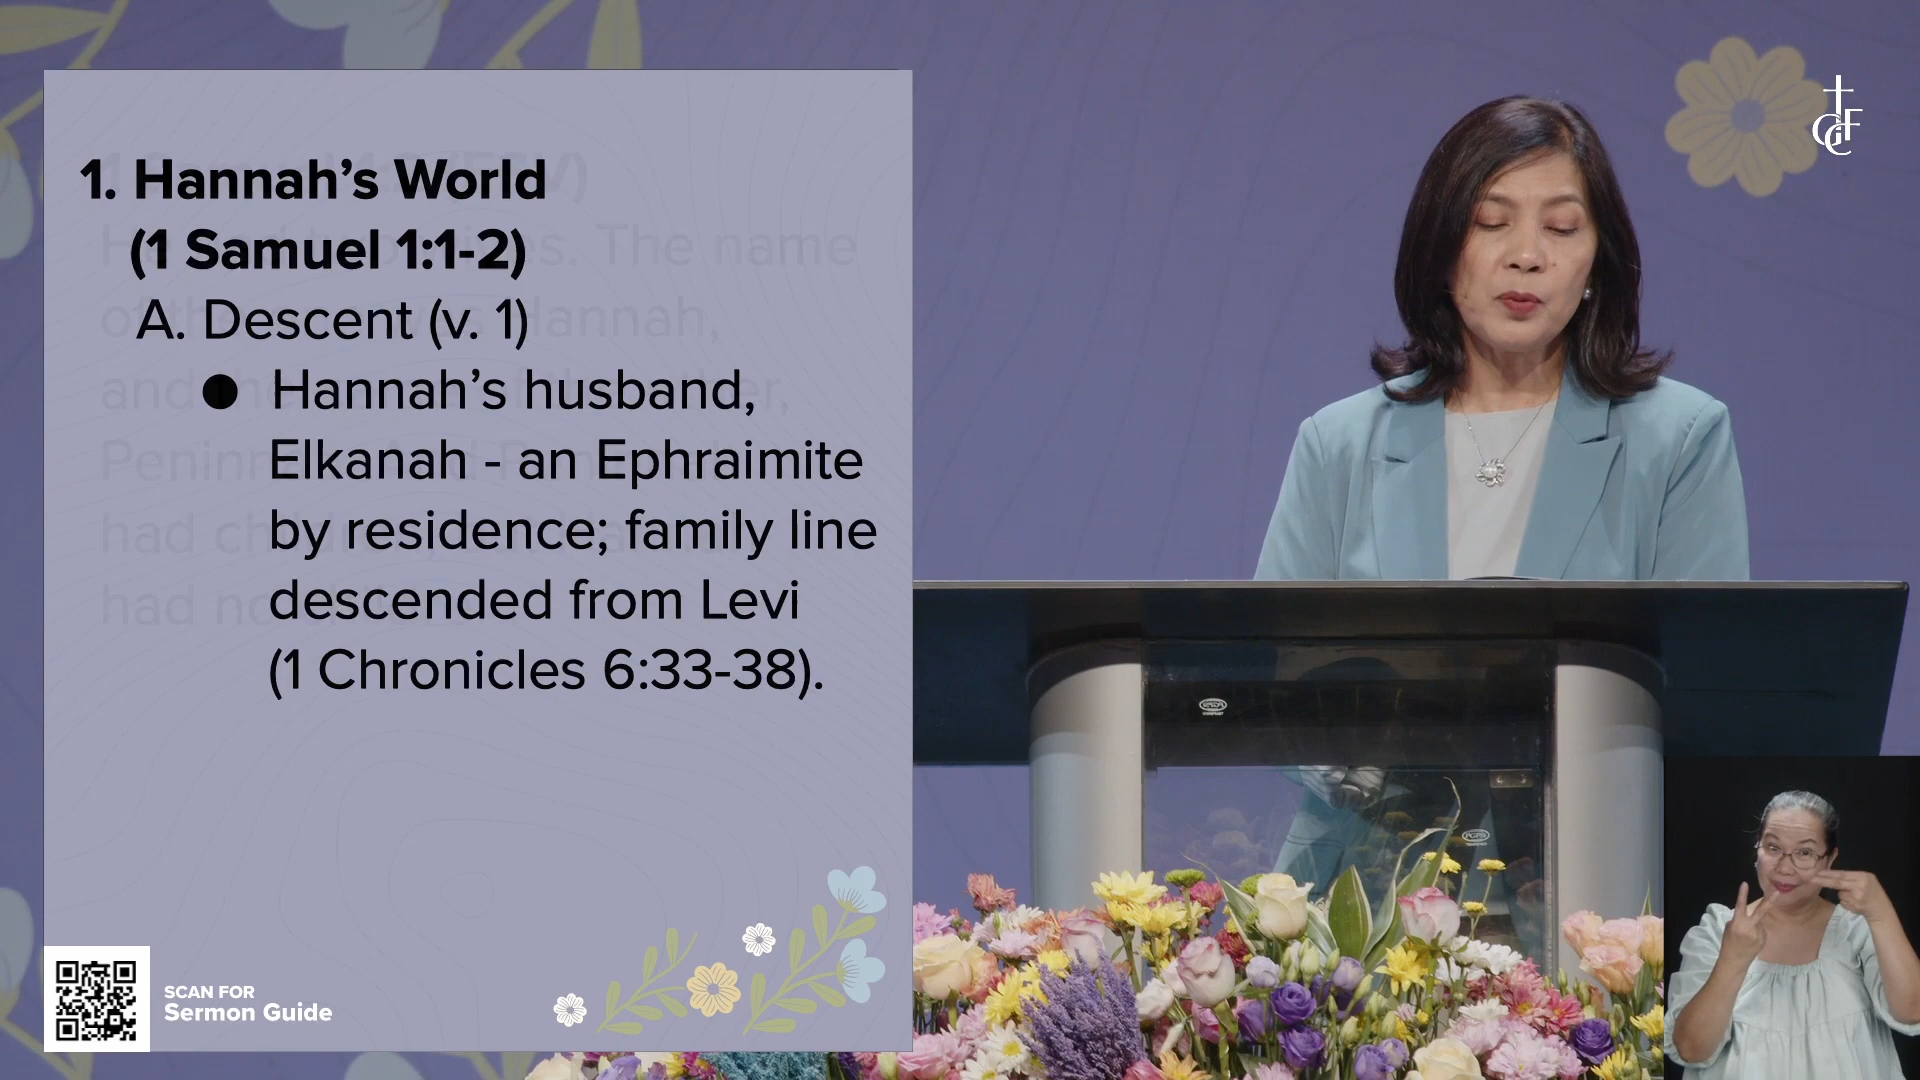 1. Hannah's World
(1 Samuel 1:1-2)
A. Descent (v. 1)
● Hannah's husband,
Elkanah - an Ephraimite
by residence; family line
descended from Levi
(1 Chronicles 6:33-38).
SCAN FOR
Sermon Guide